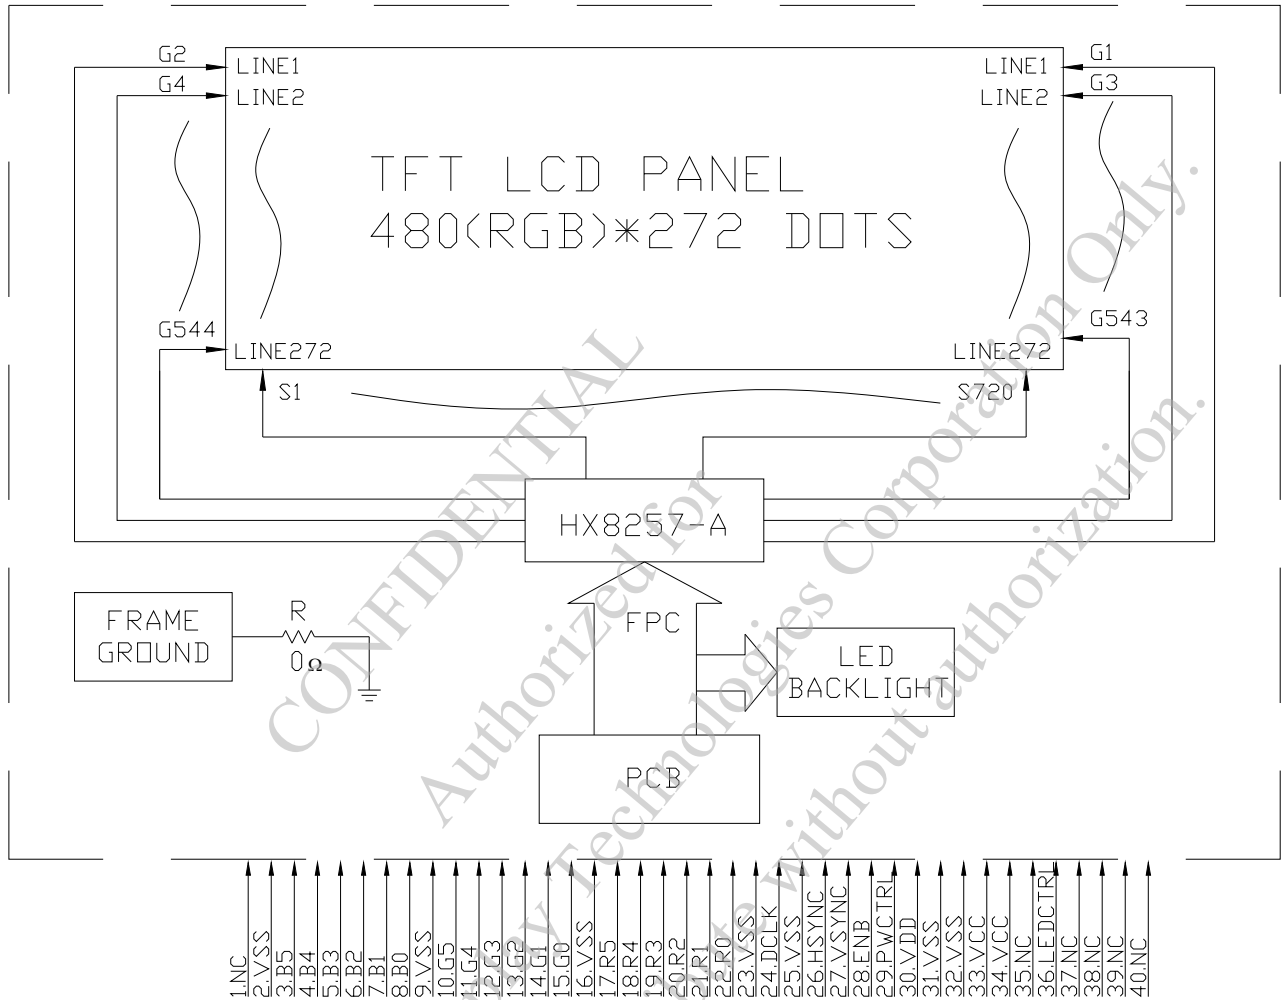 G2
G1
LINE1
LINE1
G4
G3
LINE2
LINE2
TFT LCD PANEL
480(RGB)*272 DOTS
G544
G543
LINE272
LINE272
S1
S720
HX8257-A
FRAME
GROUND
R
0Ω
FPC
LED
BACKLIGHT
PCB
1.NC
2.VSS
3.B5
4.B4
5.B3
6.B2
7.B1
8.B0
9.VSS
10.G5
11.G4
12.G3
13.G2
14.G1
15.G0
16.VSS
17.R5
18.R4
19.R3
20.R2
21.R1
22.R0
23.VSS
24.DCLK
25.VSS
26.HSYNC
27.VSYNC
28.ENB
29.PWCTRL
30.VDD
31.VSS
32.VSS
33.VCC
34.VCC
35.NC
36.LEDCTRL
37.NC
38.NC
39.NC
40.NC
CONFIDENTIAL
Authorized for
play Technologies Corporation Only.
without authorization.